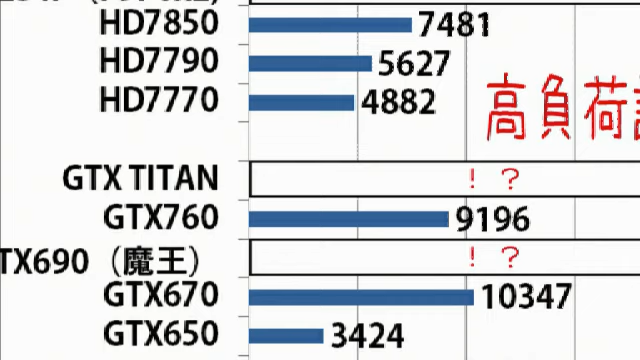 HD7850 7481
HD7790 5627
HD7770 4882
高負荷
GTX TITAN ！？
GTX760 9196
TX690（魔王） ！？
GTX670 10347
GTX650 3424